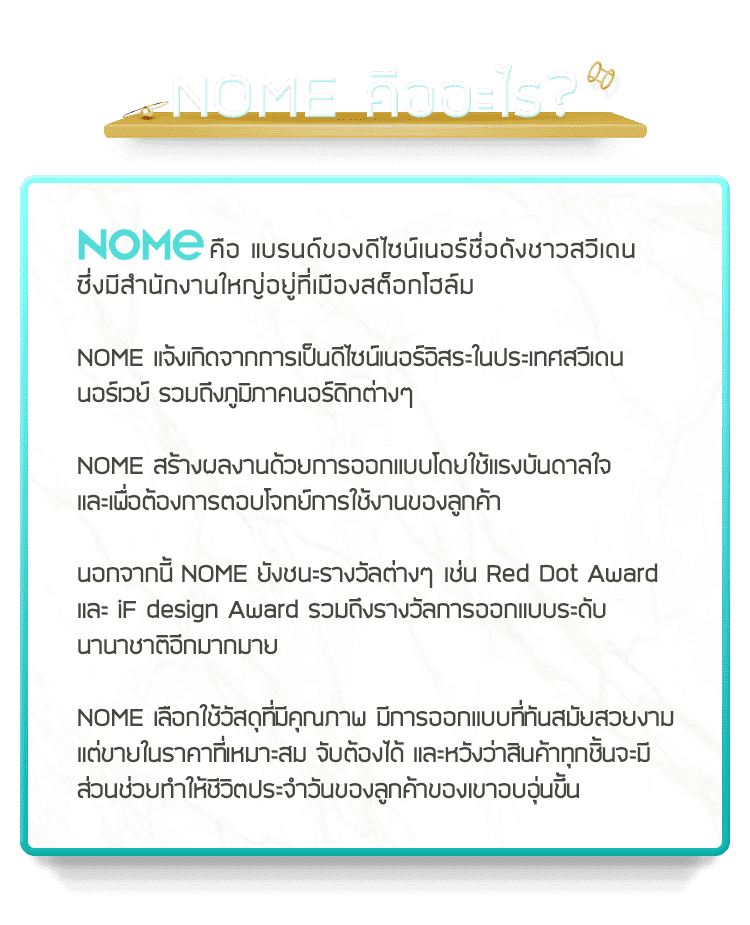 NOME คืออะไร?
NOMe คือ แบรนด์ของดีไซน์เนอร์ชื่อดังชาวสวีเดน
ซึ่งมีสำนักงานใหญ่อยู่ที่เมืองสต็อกโฮล์ม
NOME แจ้งเกิดจากการเป็นดีไซน์เนอร์อิสระในประเทศสวีเดน
นอร์เวย์ รวมถึงภูมิภาคนอร์ดิกต่างๆ
NOME สร้างผลงานด้วยการออกแบบโดยใช้แรงบันดาลใจ
และเพื่อต้องการตอบโจทย์การใช้งานของลูกค้า
นอกจากนี้ NOME ยังชนะรางวัลต่างๆ เช่น Red Dot Award
และ iF design Award รวมถึงรางวัลการออกแบบระดับ
นานาชาติอีกมากมาย
NOME เลือกใช้วัสดุที่มีคุณภาพ มีการออกแบบที่ทันสมัยสวยงาม
แต่ขายในราคาที่เหมาะสม จับต้องได้ และหวังว่าสินค้าทุกชิ้นจะมี
ส่วนช่วยทำให้ชีวิตประจำวันของลูกค้าของเขาอบอุ่นขึ้น